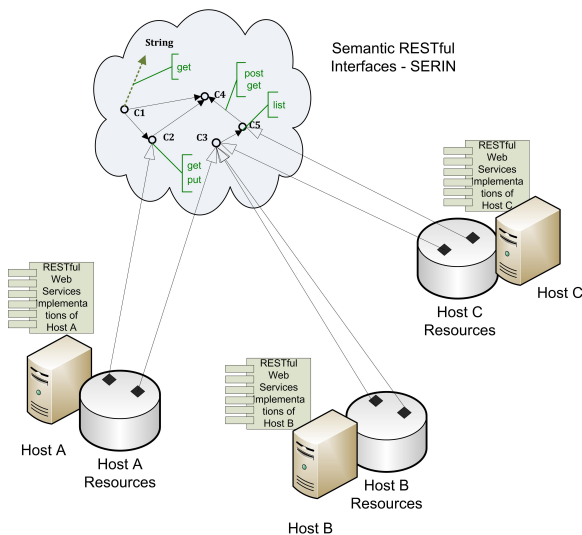 String
Semantic RESTful
Interfaces - SERIN
get
post
get
C4
list
C1
C2
C3
C5
get
put
RESTful
Web
Services
Implementa
tions of
Host C
Host C
Host C
Resources
RESTful
Web
Services
Implementa
tions of
Host A
Host A
Host A
Resources
RESTful
Web
Services
Implementa
tions of
Host B
Host B
Resources
Host B